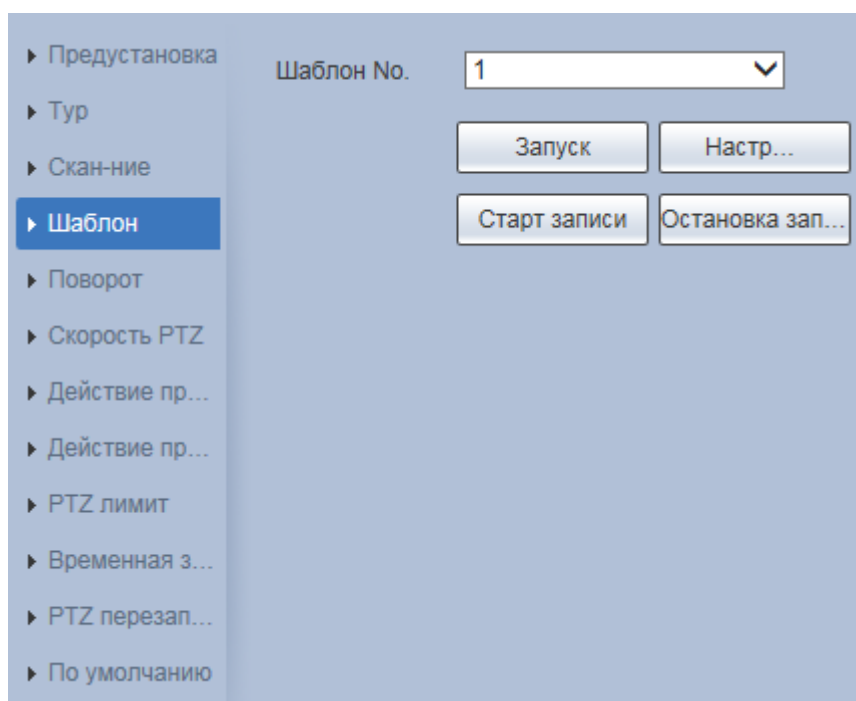 Предустановка
Тур
Скан-ние
Шаблон
Поворот
Скорость PTZ
Действие пр...
Действие пр...
PTZ лимит
Временная з...
PTZ перезап...
По умолчанию
Шаблон No.
1
Запуск
Настр...
Старт записи
Остановка зап...